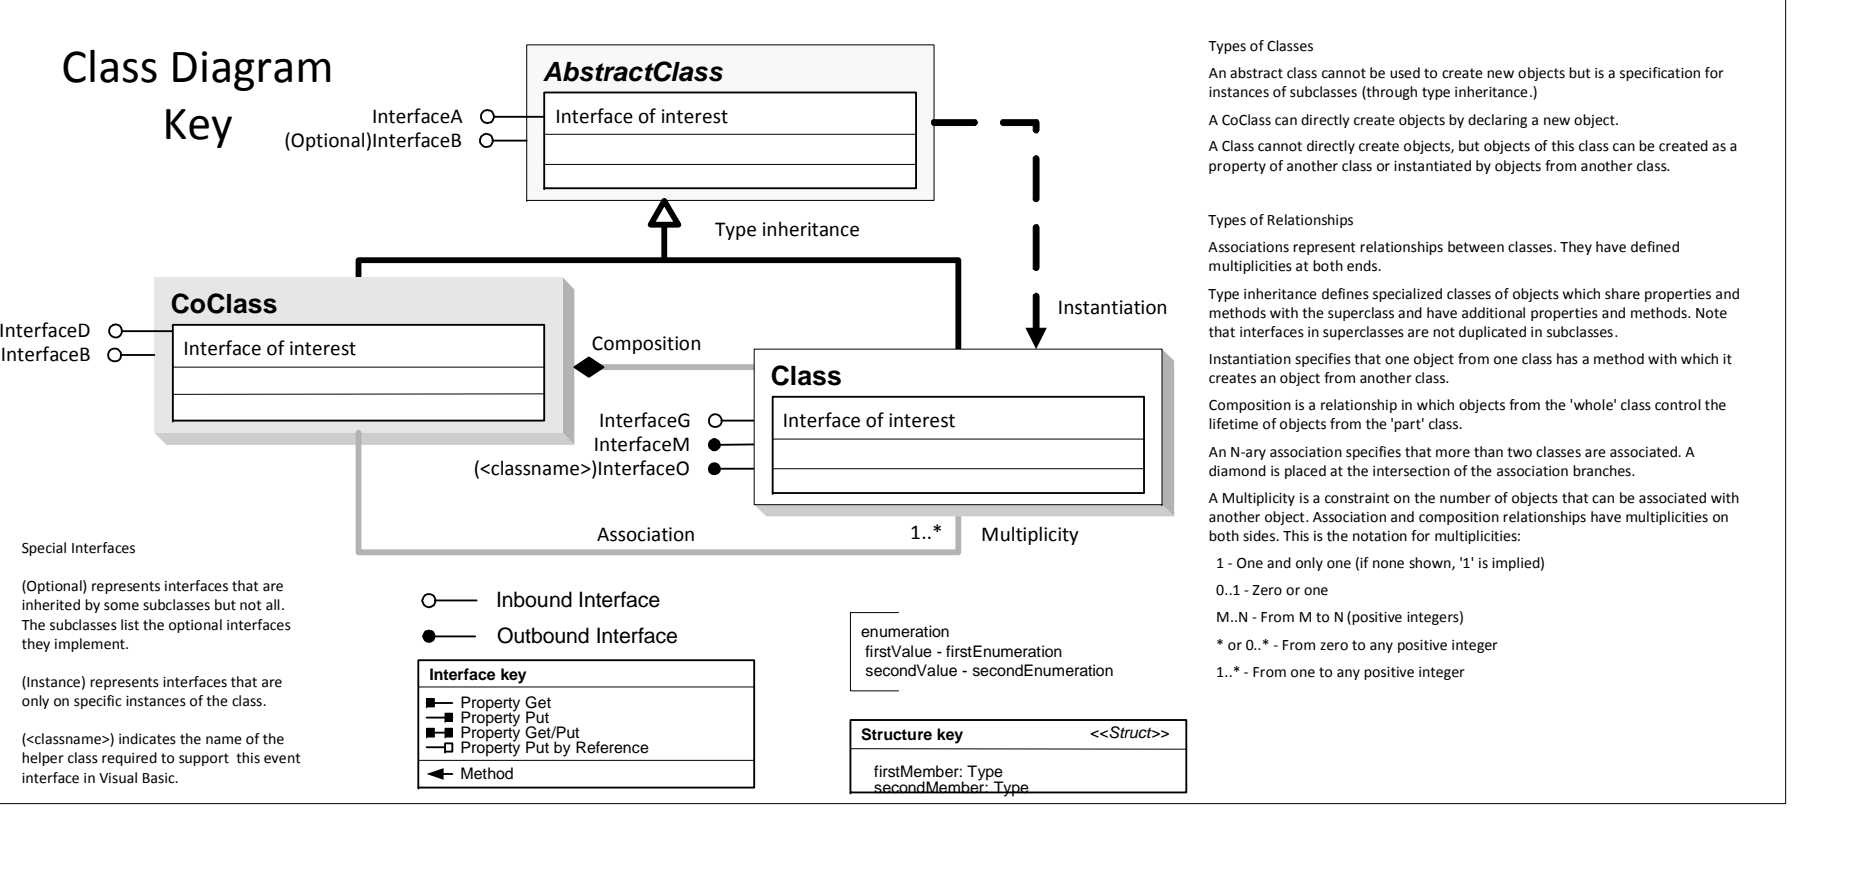 Class Diagram
Key
AbstractClass
Interface of interest
InterfaceA
(Optional)InterfaceB
Type inheritance
CoClass
Interface of interest
InterfaceD
InterfaceB
Composition
Instantiation
Class
Interface of interest
InterfaceG
InterfaceM
(<classname>)InterfaceO
Association
1..*
Multiplicity
Special Interfaces
(Optional) represents interfaces that are
inherited by some subclasses but not all.
The subclasses list the optional interfaces
they implement.
(Instance) represents interfaces that are
only on specific instances of the class.
(<classname>) indicates the name of the
helper class required to support this event
interface in Visual Basic.
Inbound Interface
Outbound Interface
Interface key
Property Get
Property Put
Property Get/Put
Property Put by Reference
Method
enumeration
firstValue - firstEnumeration
secondValue - secondEnumeration
Structure key <<Struct>>
firstMember: Type
secondMember: Type
Types of Classes
An abstract class cannot be used to create new objects but is a specification for
instances of subclasses (through type inheritance.)
A CoClass can directly create objects by declaring a new object.
A Class cannot directly create objects, but objects of this class can be created as a
property of another class or instantiated by objects from another class.
Types of Relationships
Associations represent relationships between classes. They have defined
multiplicities at both ends.
Type inheritance defines specialized classes of objects which share properties and
methods with the superclass and have additional properties and methods. Note
that interfaces in superclasses are not duplicated in subclasses.
Instantiation specifies that one object from one class has a method with which it
creates an object from another class.
Composition is a relationship in which objects from the 'whole' class control the
lifetime of objects from the 'part' class.
An N-ary association specifies that more than two classes are associated. A
diamond is placed at the intersection of the association branches.
A Multiplicity is a constraint on the number of objects that can be associated with
another object. Association and composition relationships have multiplicities on
both sides. This is the notation for multiplicities:
1 - One and only one (if none shown, '1' is implied)
0..1 - Zero or one
M..N - From M to N (positive integers)
* or 0..* - From zero to any positive integer
1..* - From one to any positive integer